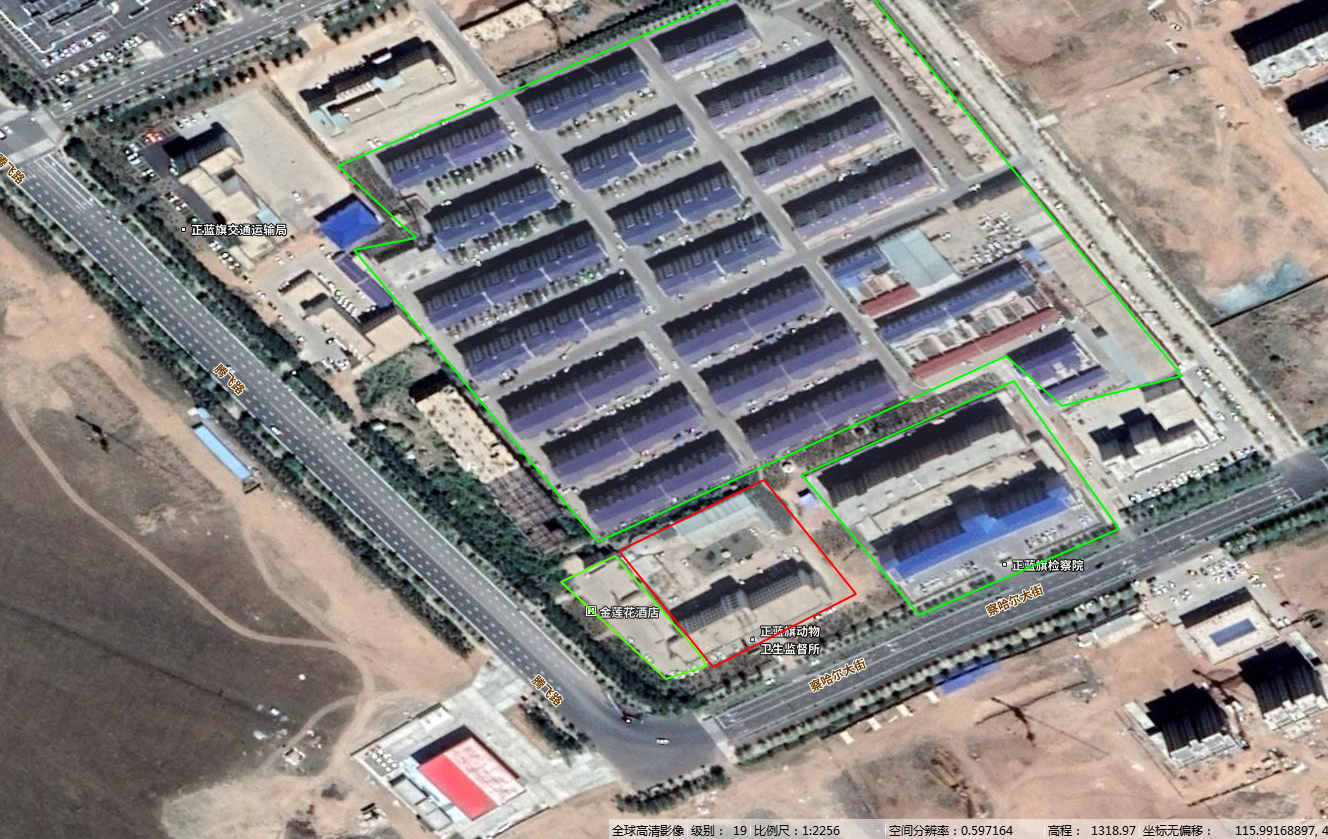 腾飞路
正蓝旗交通运输局
腾飞路
正蓝旗检察院
察哈尔大街
金莲花酒店
正蓝旗动物
卫生监督所
察哈尔大街
腾飞路
全球高清影像 级别： 19 比例尺：1:2256 空间分辨率：0.597164 高程： 1318.97 坐标无偏移： 115.99168897,